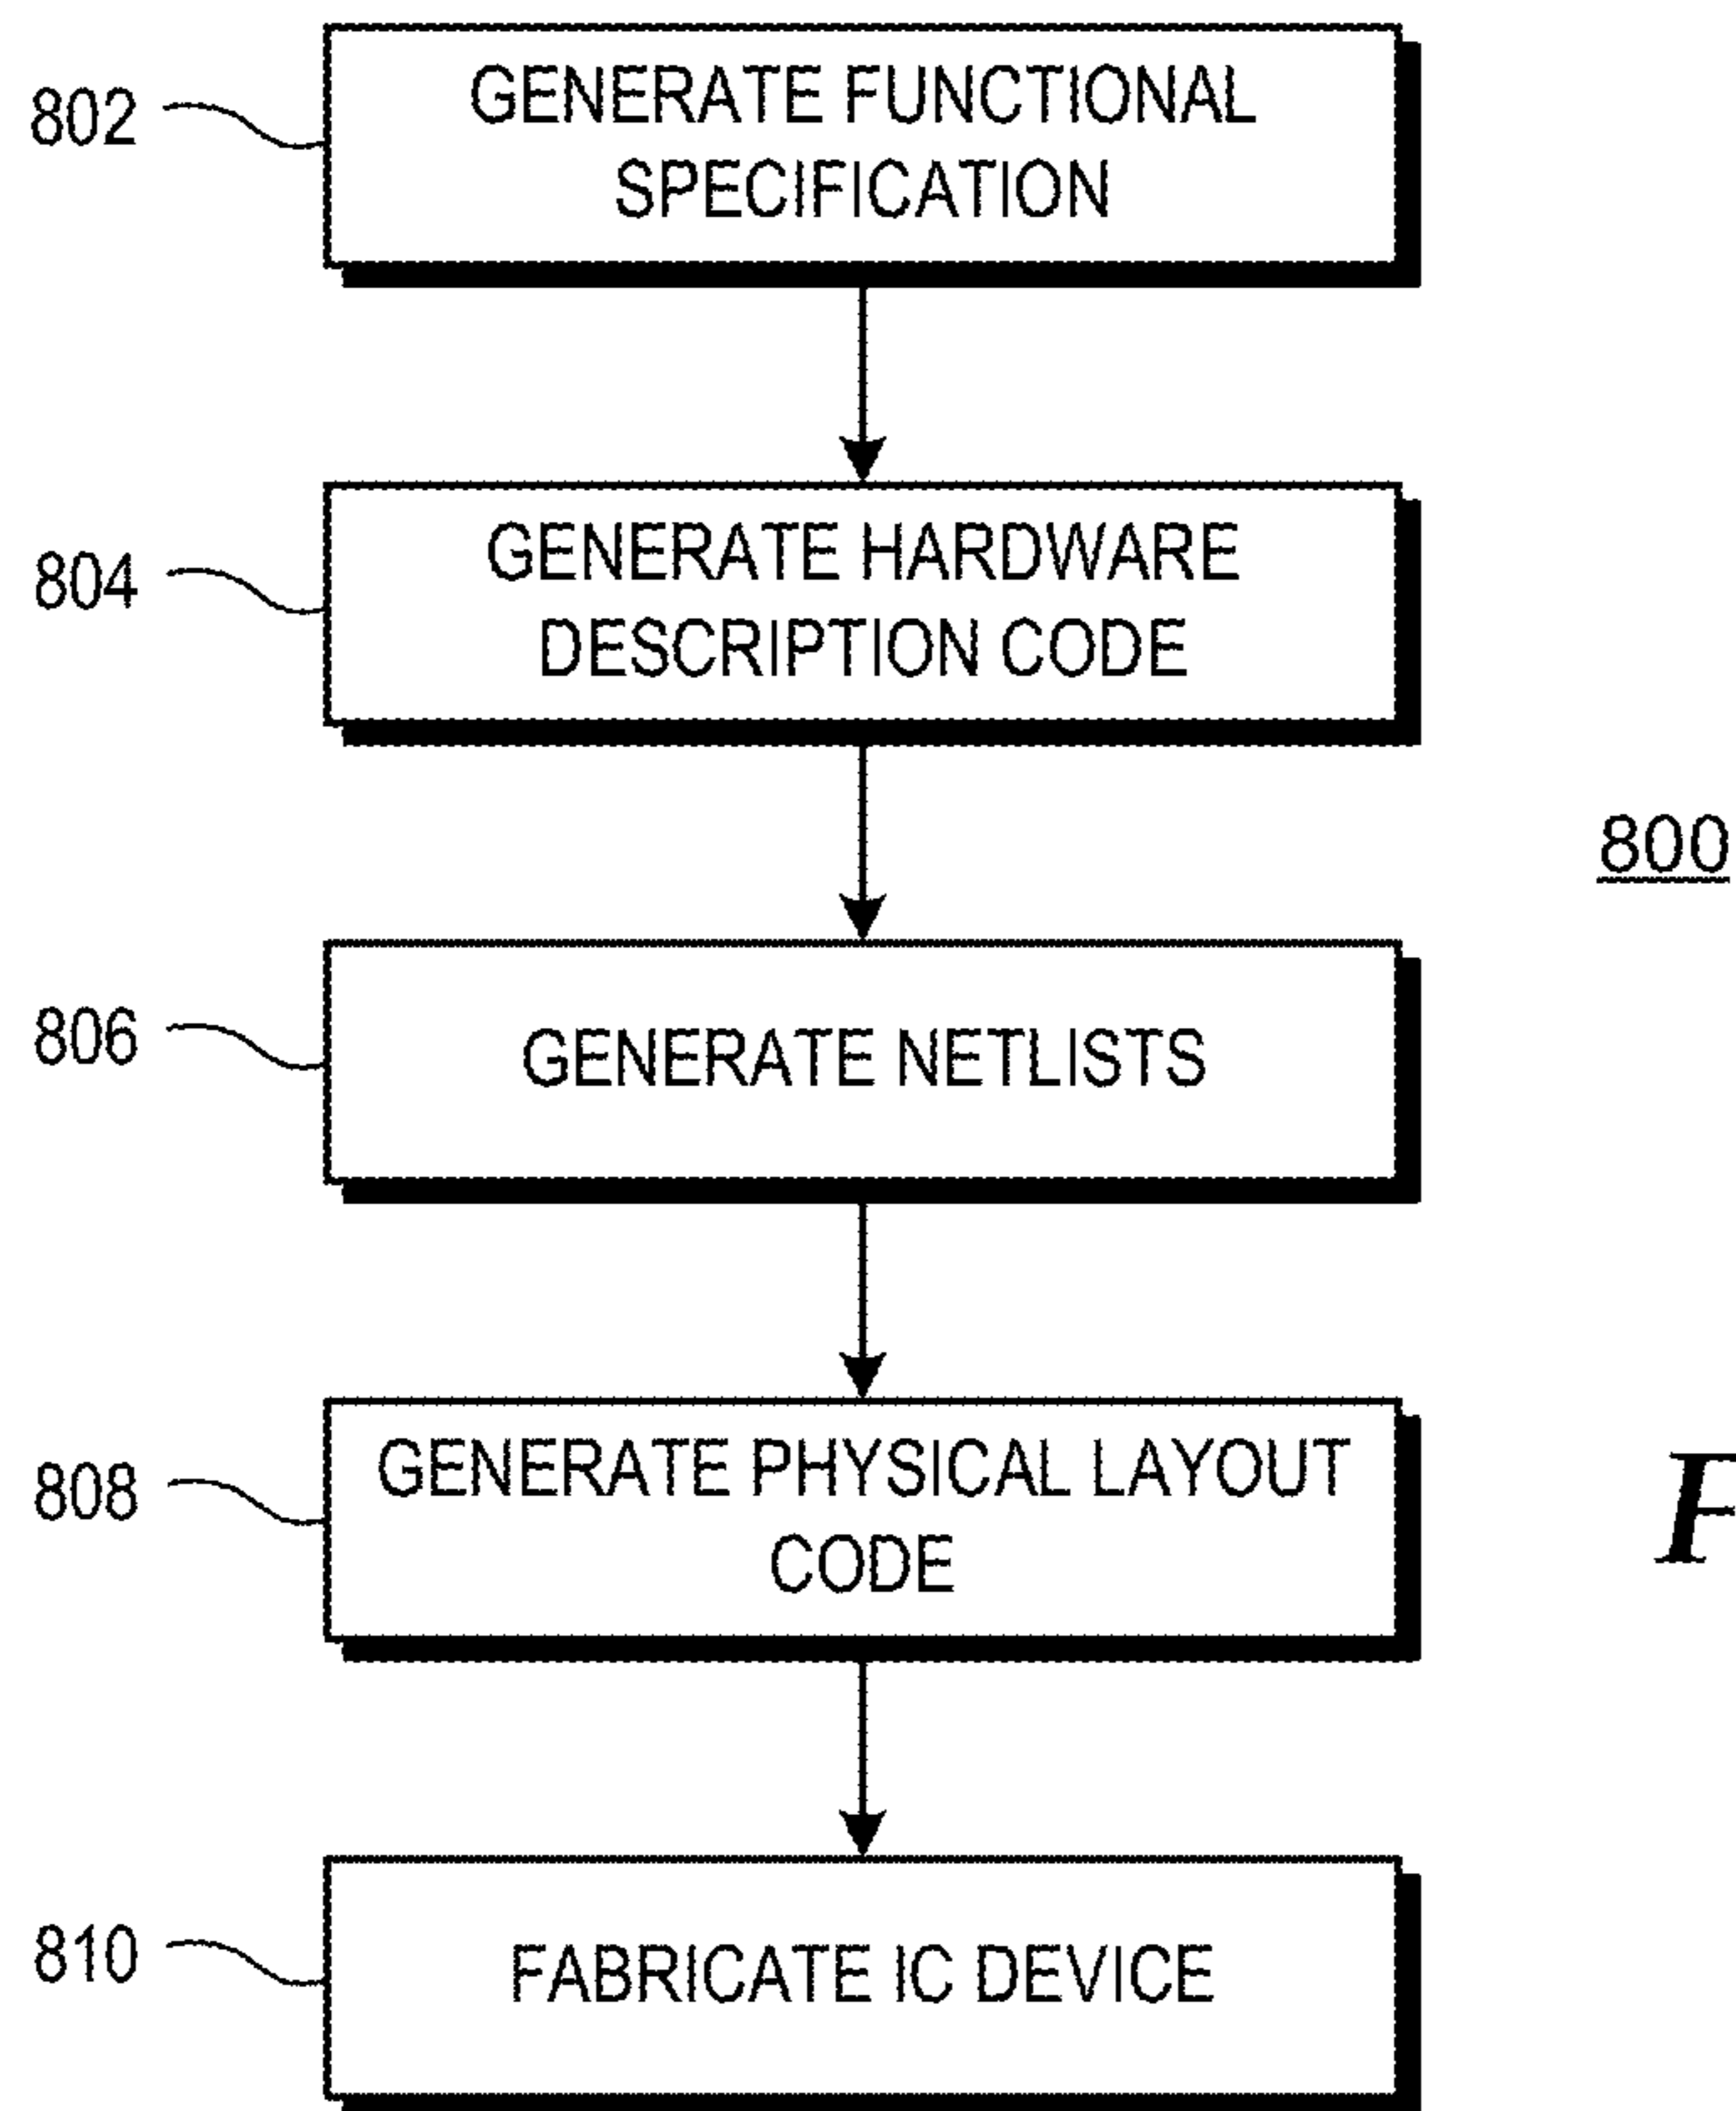 802
GENERATE FUNCTIONAL
SPECIFICATION
804
GENERATE HARDWARE
DESCRIPTION CODE
800
806
GENERATE NETLISTS
808
GENERATE PHYSICAL LAYOUT
CODE
F
810
FABRICATE IC DEVICE